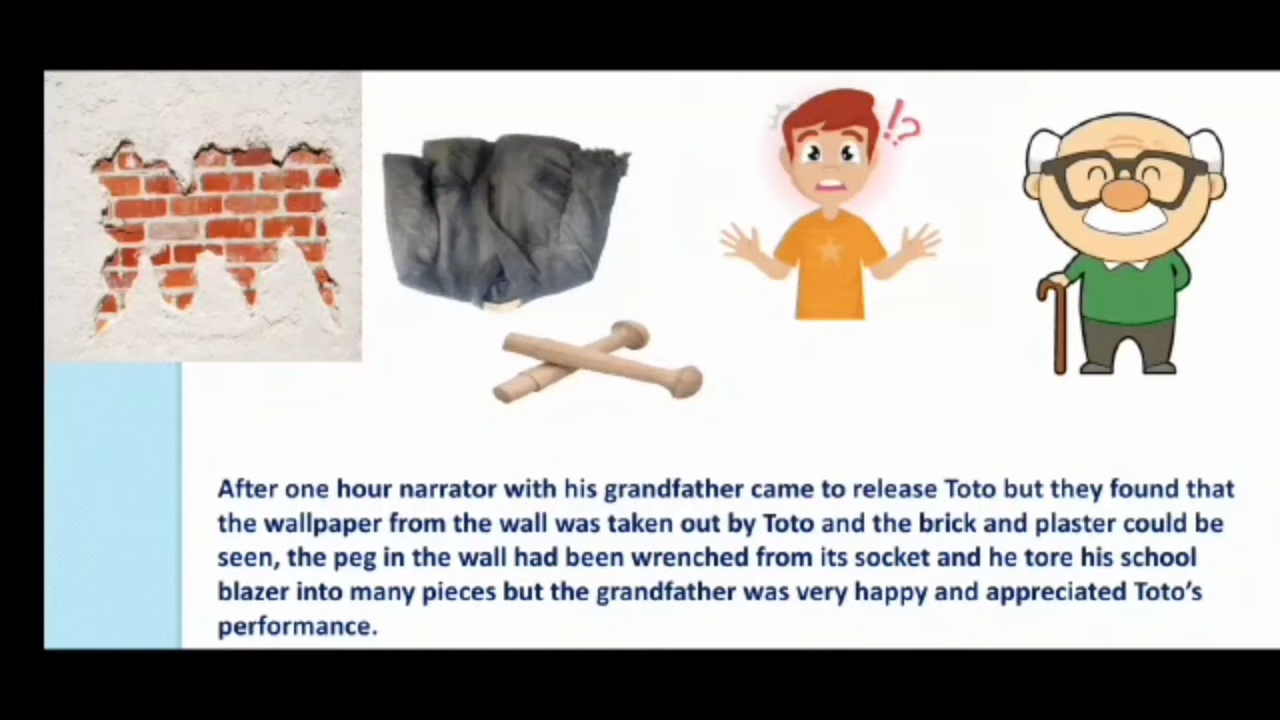 After one hour narrator with his grandfather came to release Toto but they found that
the wallpaper from the wall was taken out by Toto and the brick and plaster could be
seen, the peg in the wall had been wrenched from its socket and he tore his school
blazer into many pieces but the grandfather was very happy and appreciated Toto’s
performance.